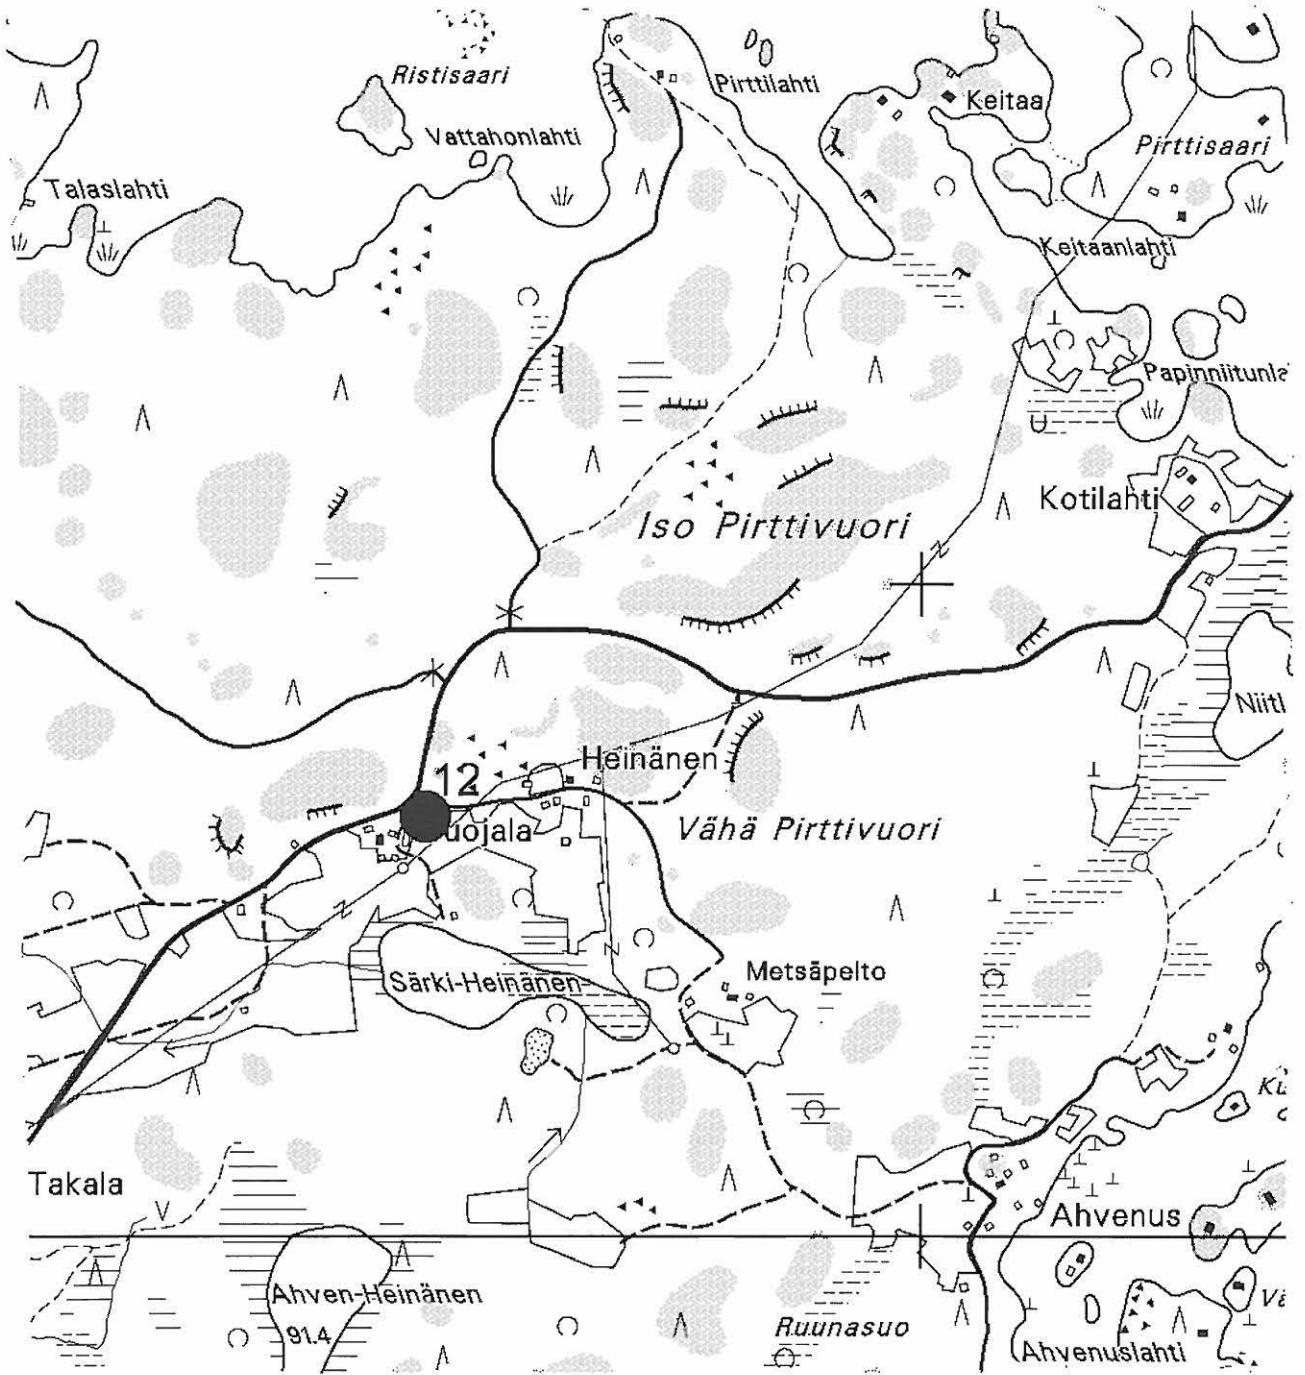 Ristisaari
Pirttilahti
Keitaa
Vattahonlahti
Pirttisaari
Talaslahti
Keitaanlahti
Papinniitunla
Kotilahti
Iso Pirttivuori
Niitl
Heinänen
12
uojala
Vähä Pirttivuori
Särki-Heinänen
Metsäpelto
Takala
Ahvenus
Ahven-Heinänen
91.4
Ruunasuo
Ahvenuslahti